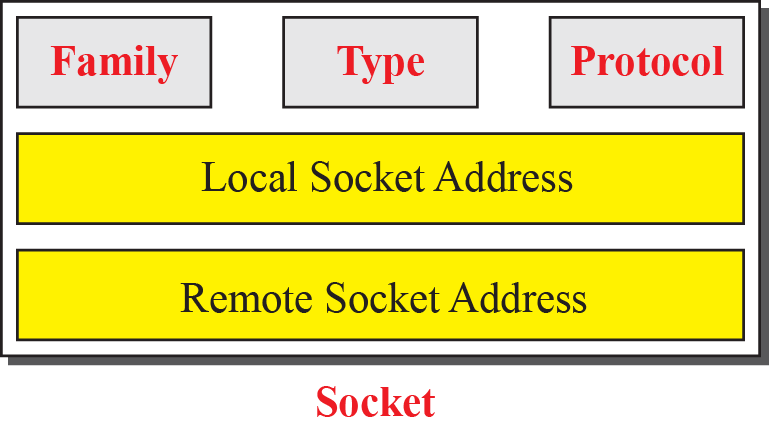 Family Type Protocol
Local Socket Address
Remote Socket Address
Socket